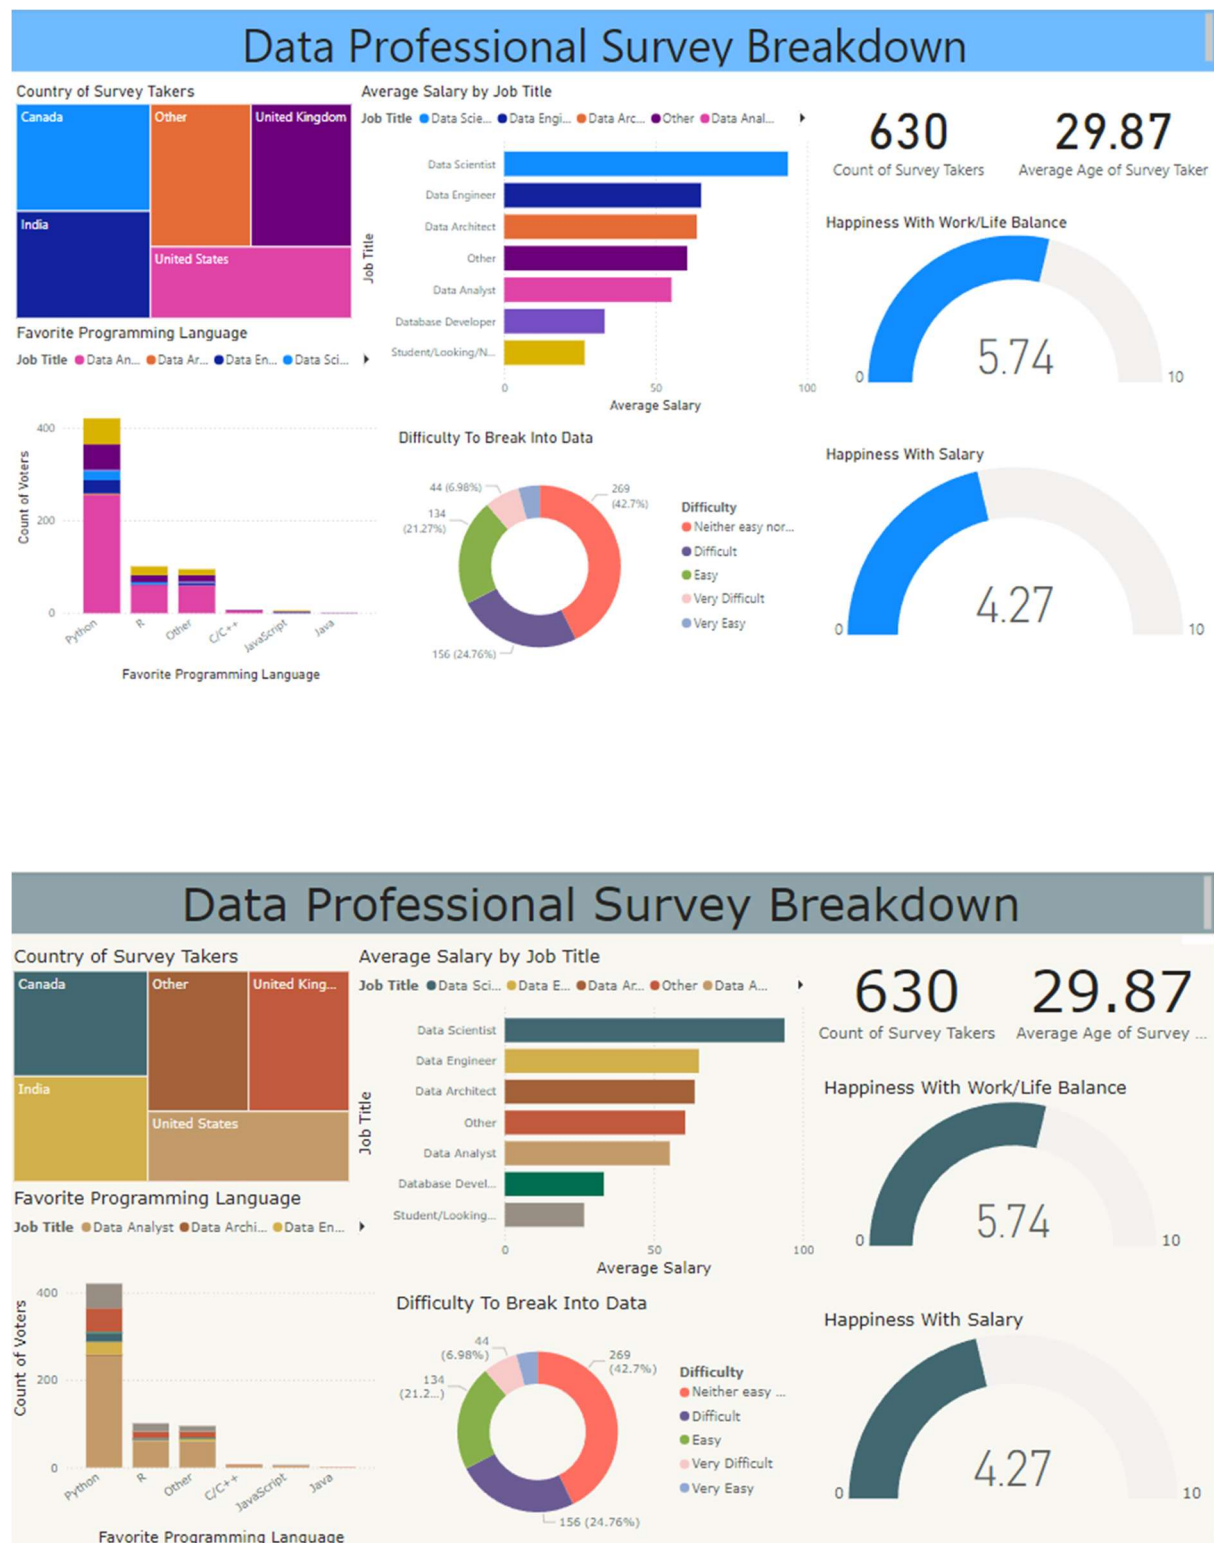 Data Professional Survey Breakdown
Country of Survey Takers
Canada
Other
United Kingdom
India
United States
Average Salary by Job Title
Job Title Data Scie... Data Engi... Data Arc... Other Data Anal...
Job Title
Data Scientist
Data Engineer
Data Architect
Other
Data Analyst
Database Developer
Student/Looking/N...
0 50 100
Average Salary
630
Count of Survey Takers
29.87
Average Age of Survey Taker
Happiness With Work/Life Balance
5.74
0 10
Favorite Programming Language
Job Title Data An... Data Ar... Data En... Data Sci...
Count of Voters
400
200
0
Python R Other C/C++ JavaScript Java
Favorite Programming Language
Difficulty To Break Into Data
44 (6.98%)
269
(42.7%)
134
(21.27%)
156 (24.76%)
Difficulty
Neither easy nor...
Difficult
Easy
Very Difficult
Very Easy
Happiness With Salary
4.27
0 10
Data Professional Survey Breakdown
Country of Survey Takers
Canada
Other
United King...
India
United States
Average Salary by Job Title
Job Title Data Sci... Data E... Data Ar... Other Data A...
Job Title
Data Scientist
Data Engineer
Data Architect
Other
Data Analyst
Database Devel...
Student/Looking...
0 50 100
Average Salary
630
Count of Survey Takers
29.87
Average Age of Survey ...
Happiness With Work/Life Balance
5.74
0 10
Favorite Programming Language
Job Title Data Analyst Data Archi... Data En...
Count of Voters
400
200
0
Python R Other C/C++ JavaScript Java
Favorite Programming Language
Difficulty To Break Into Data
44
(6.98%)
269
(42.7%)
134
(21.2...)
156 (24.76%)
Difficulty
Neither easy ...
Difficult
Easy
Very Difficult
Very Easy
Happiness With Salary
4.27
0 10